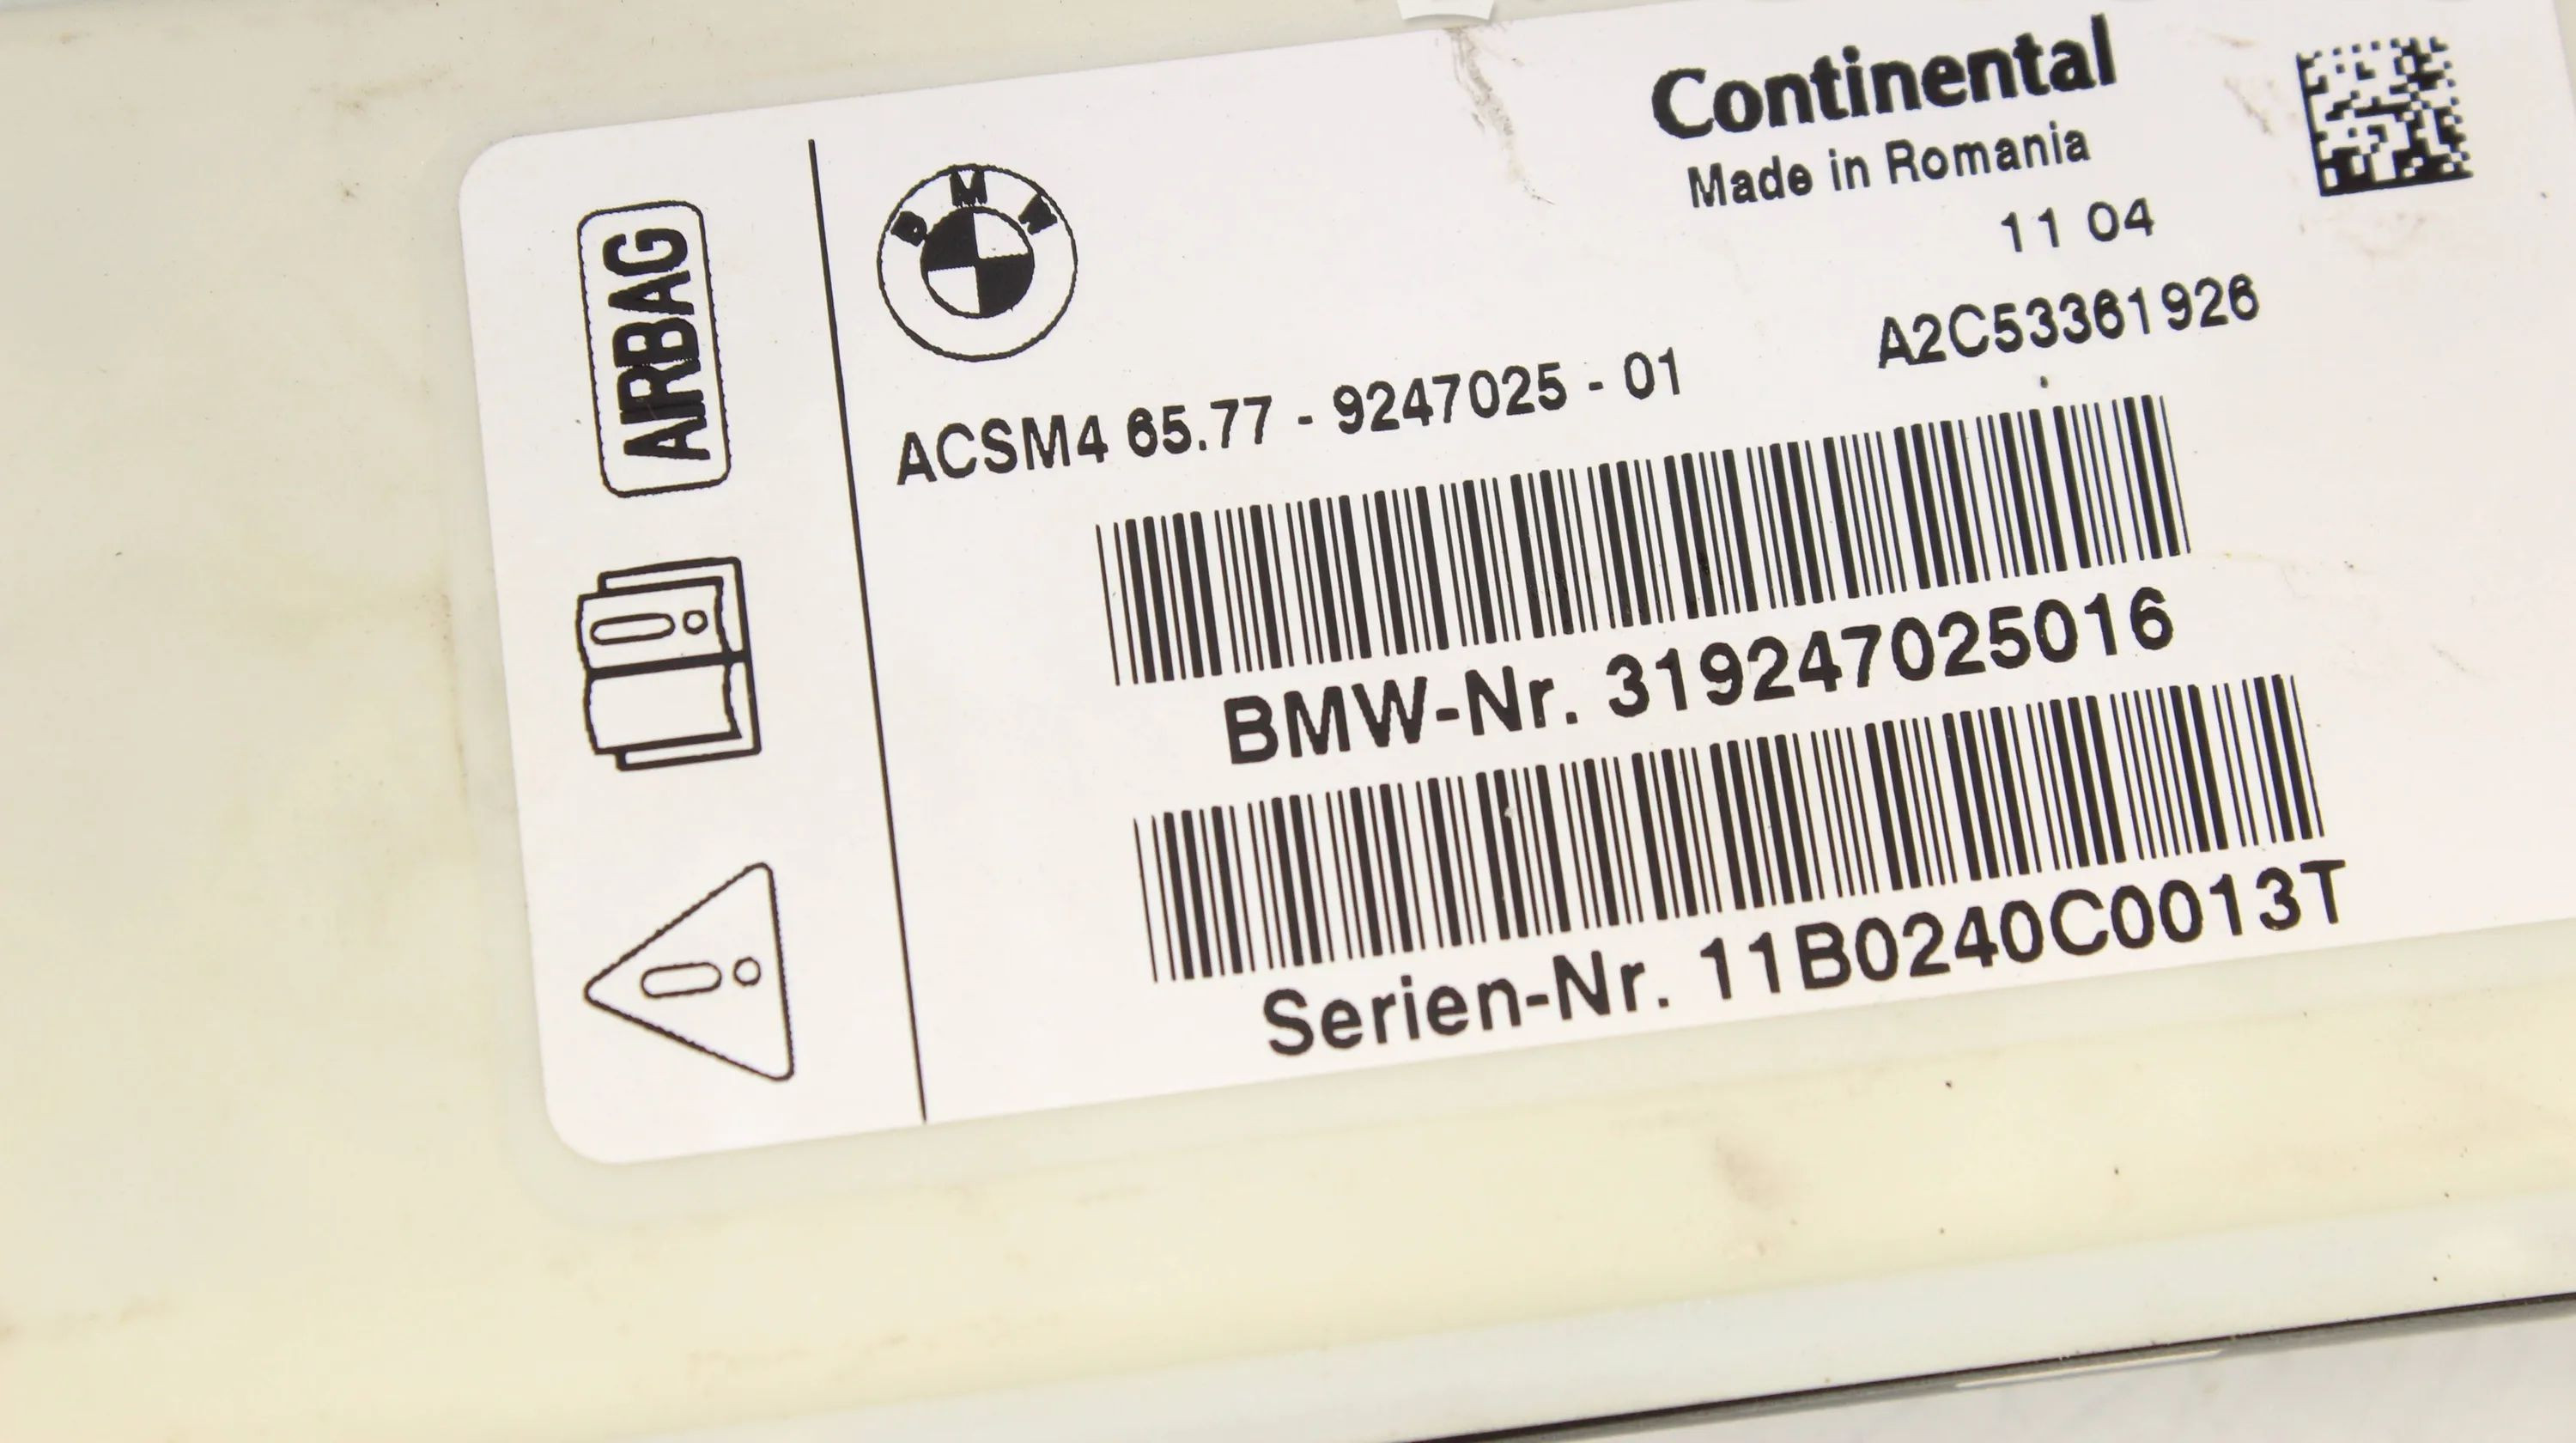 AIRBAG
BMW
Continental
Made in Romania
11 04
A2C53361926
ACSM4 65.77 - 9247025 - 01
BMW-Nr. 319247025016
Serien-Nr. 11B0240C0013T